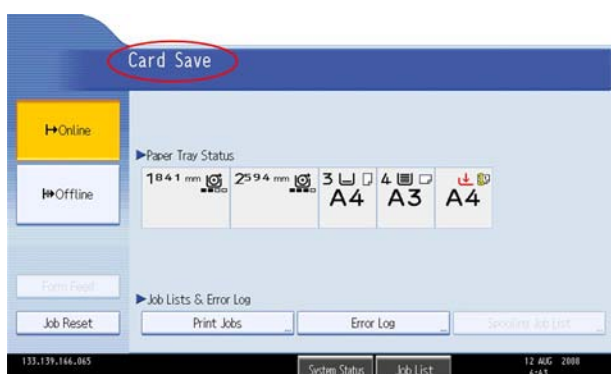 Card Save
Online
Offline
Form Feed
Job Reset
Paper Tray Status
1 841 mm
2 594 mm
3 A4
4 A3
A4
Job Lists & Error Log
Print Jobs
Error Log
Spooling Job List
133.139.166.065
System Status
Job List
12 AUG 2008